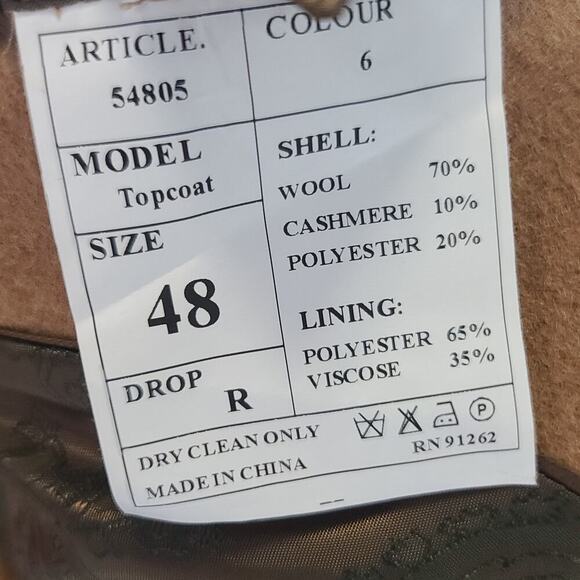 ARTICLE.
54805
COLOUR
6
MODEL
Topcoat
SIZE
48
DROP
R
SHELL:
WOOL 70%
CASHMERE 10%
POLYESTER 20%
LINING:
POLYESTER 65%
VISCOSE 35%
DRY CLEAN ONLY
MADE IN CHINA
P
RN 91262